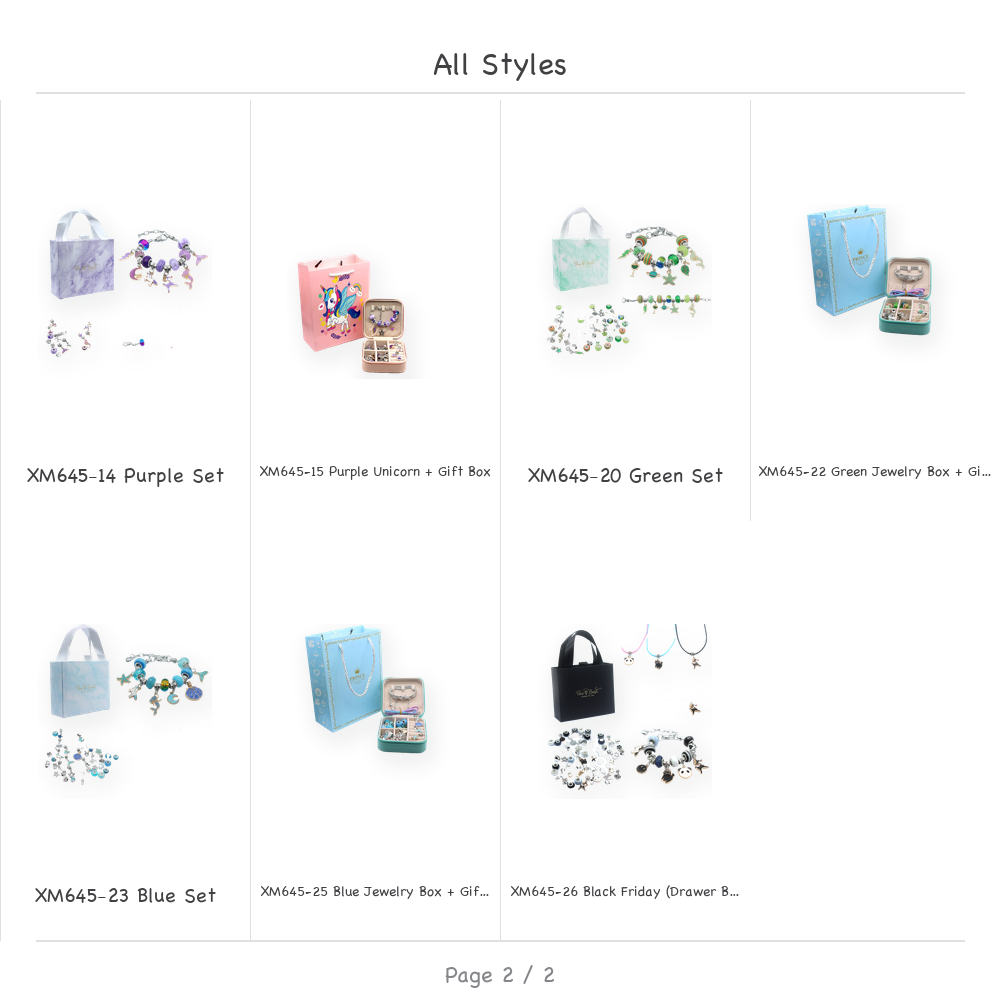 All Styles
XM645-14 Purple Set
XM645-15 Purple Unicorn + Gift Box
XM645-20 Green Set
XM645-22 Green Jewelry Box + Gi...
XM645-23 Blue Set
XM645-25 Blue Jewelry Box + Gif...
XM645-26 Black Friday (Drawer B...
Page 2 / 2